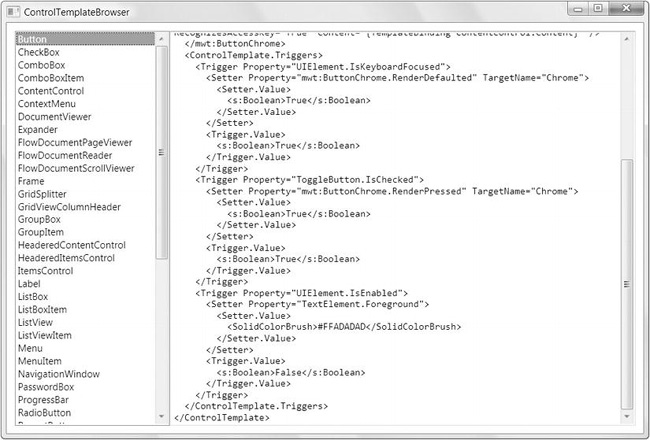 ControlTemplateBrowser
Button
CheckBox
ComboBox
ComboBoxItem
ContentControl
ContextMenu
DocumentViewer
Expander
FlowDocumentPageViewer
FlowDocumentReader
FlowDocumentScrollViewer
Frame
GridSplitter
GridViewColumnHeader
GroupBox
GroupItem
HeaderedContentControl
HeaderedItemsControl
ItemsControl
Label
ListBox
ListBoxItem
ListView
ListViewItem
Menu
MenuItem
NavigationWindow
PasswordBox
ProgressBar
RadioButton
</mwt:ButtonChrome>
<ControlTemplate.Triggers>
<Trigger Property="UIElement.IsKeyboardFocused">
<Setter Property="mwt:ButtonChrome.RenderDefaulted" TargetName="Chrome">
<Setter.Value>
<s:Boolean>True</s:Boolean>
</Setter.Value>
</Setter>
<Trigger.Value>
<s:Boolean>True</s:Boolean>
</Trigger.Value>
</Trigger>
<Trigger Property="ToggleButton.IsChecked">
<Setter Property="mwt:ButtonChrome.RenderPressed" TargetName="Chrome">
<Setter.Value>
<s:Boolean>True</s:Boolean>
</Setter.Value>
</Setter>
<Trigger.Value>
<s:Boolean>True</s:Boolean>
</Trigger.Value>
</Trigger>
<Trigger Property="UIElement.IsEnabled">
<Setter Property="TextElement.Foreground">
<Setter.Value>
<SolidColorBrush>#FFADADAD</SolidColorBrush>
</Setter.Value>
</Setter>
<Trigger.Value>
<s:Boolean>False</s:Boolean>
</Trigger.Value>
</Trigger>
</ControlTemplate.Triggers>
</ControlTemplate>